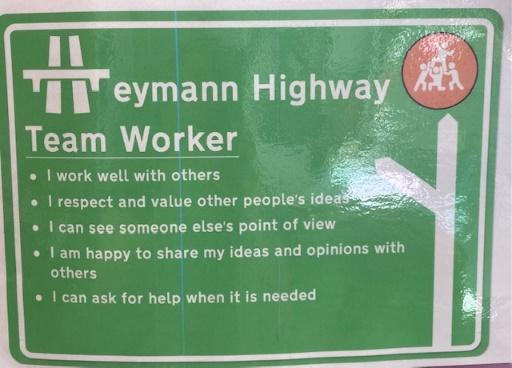 Heymann Highway
Team Worker
• I work well with others
• I respect and value other people's ideas
• I can see someone else's point of view
• I am happy to share my ideas and opinions with
others
• I can ask for help when it is needed